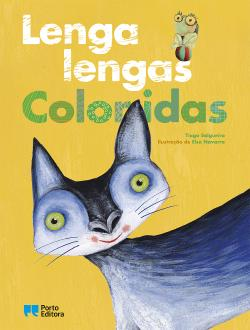 Lenga
lengas
Coloridas
Tiago Salgueiro
Ilustração de Elsa Navarro
Porto
Editora